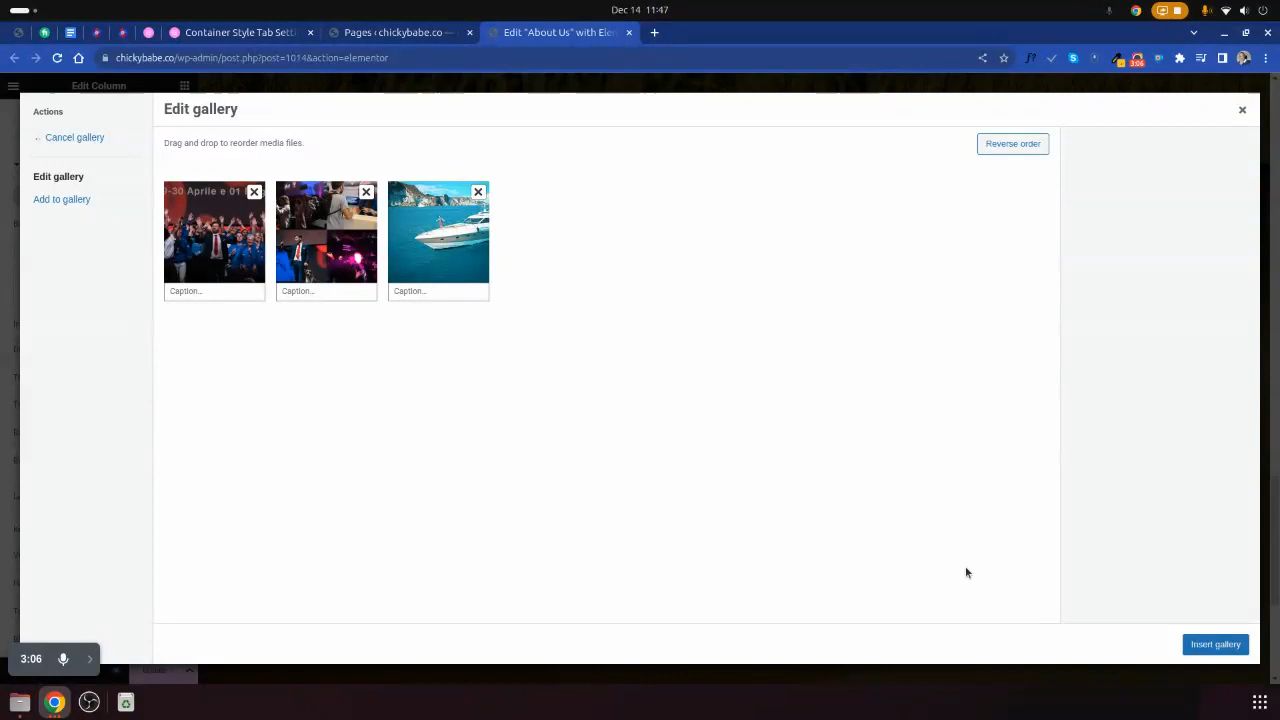 Dec 14 11:47
Container Style Tab Setti
Pages ‹ chickybabe.co —
Edit "About Us" with Ele
chickybabe.co/wp-admin/post.php?post=1014&action=elementor
3:06
Edit Column
Actions
← Cancel gallery
Edit gallery
Add to gallery
Edit gallery
Drag and drop to reorder media files.
Reverse order
9-30 Aprile e 01
Caption...
Caption...
Caption...
Insert gallery
3:06